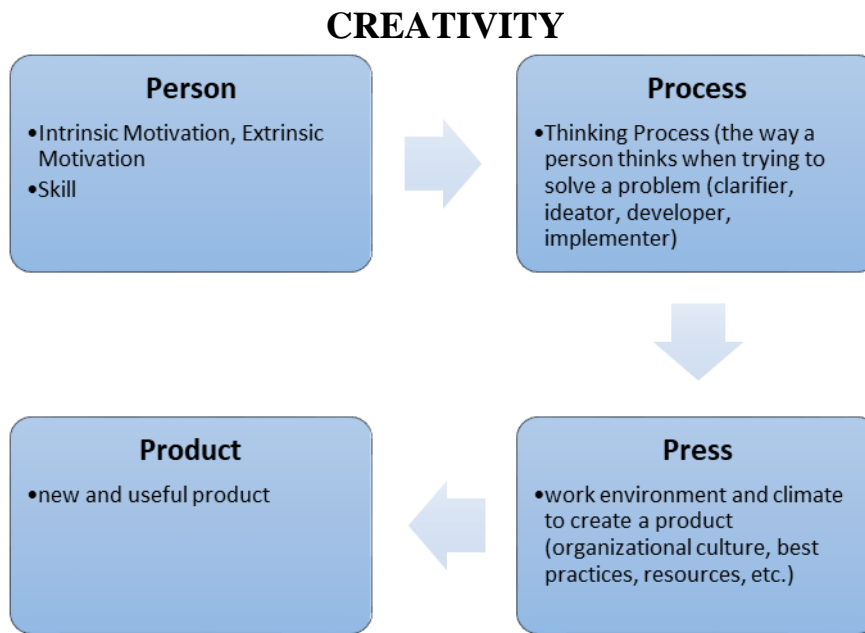 CREATIVITY
Person
•Intrinsic Motivation, Extrinsic
Motivation
•Skill
Process
•Thinking Process (the way a
person thinks when trying to
solve a problem (clarifier,
ideator, developer,
implementer)
Product
•new and useful product
Press
•work environment and climate
to create a product
(organizational culture, best
practices, resources, etc.)